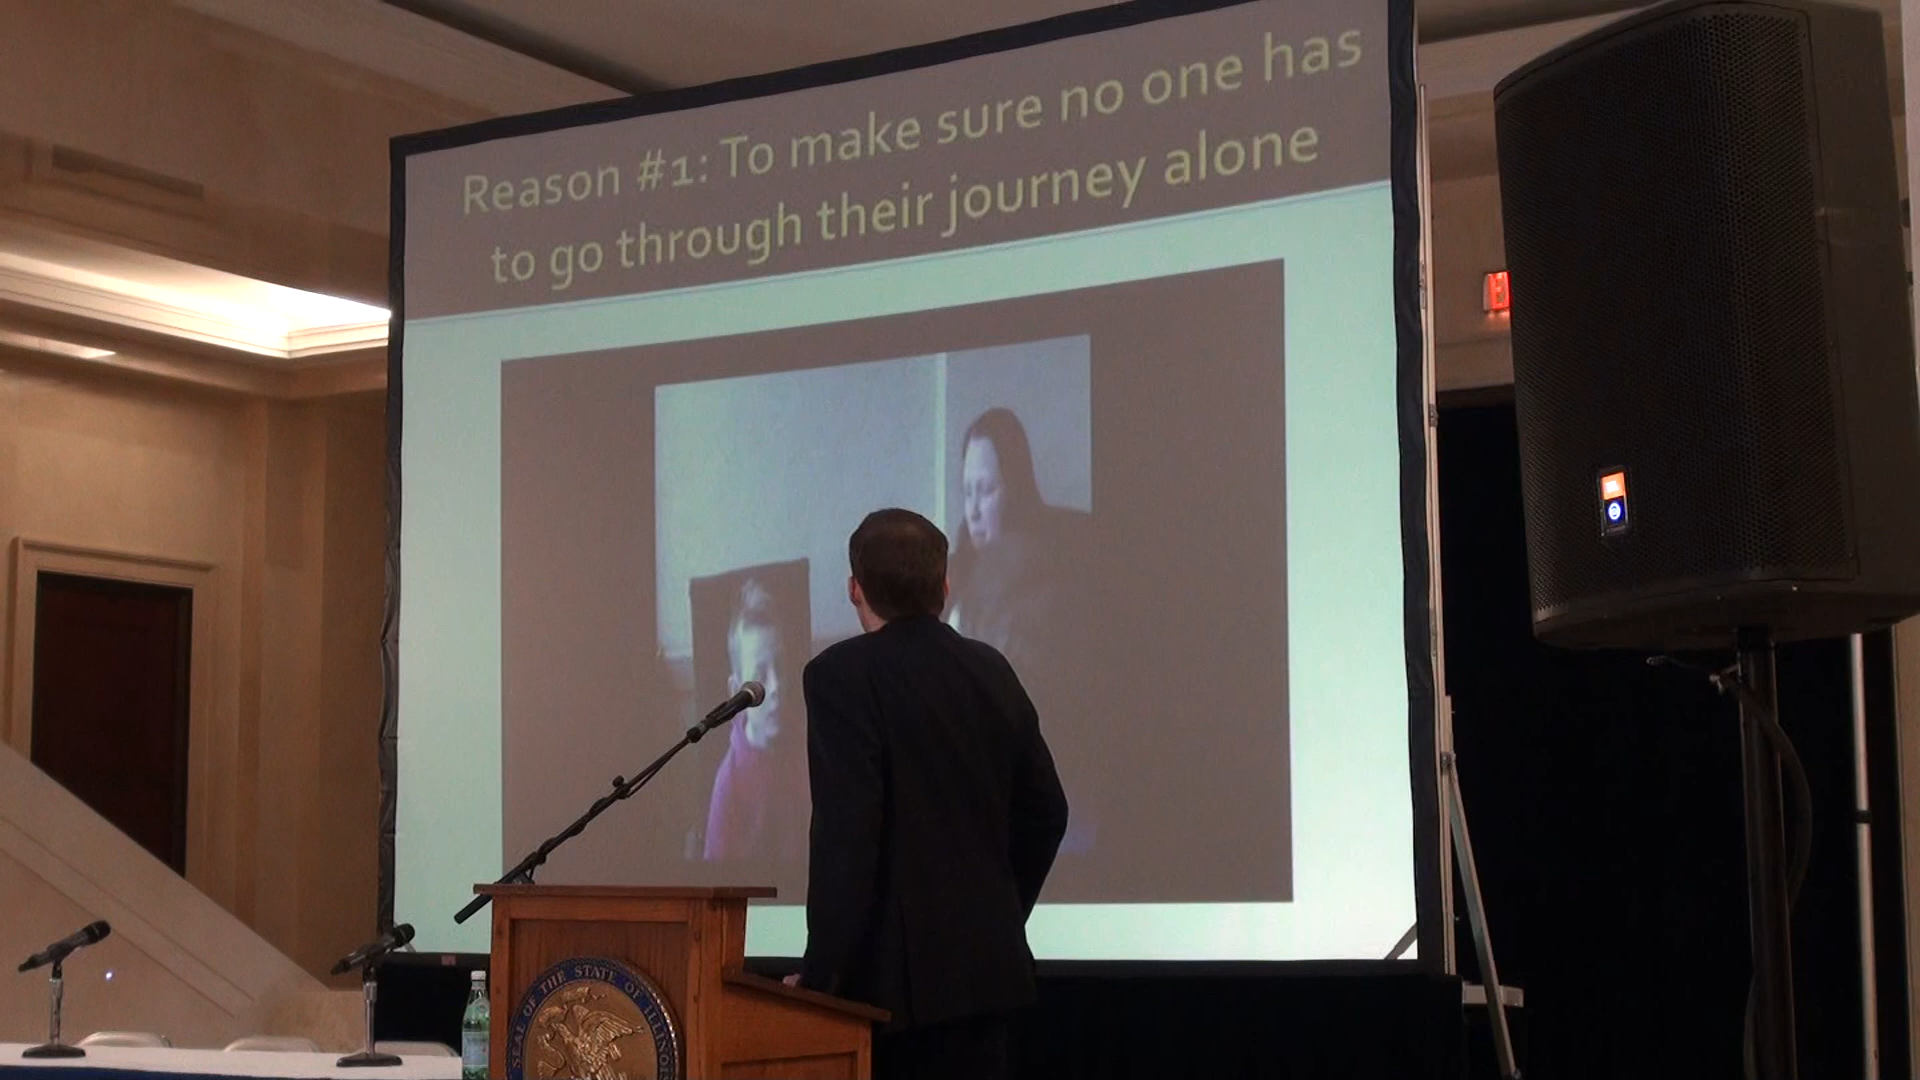 Reason #1: To make sure no one has
to go through their journey alone
SEAL OF THE STATE OF ILLINOIS
JBL